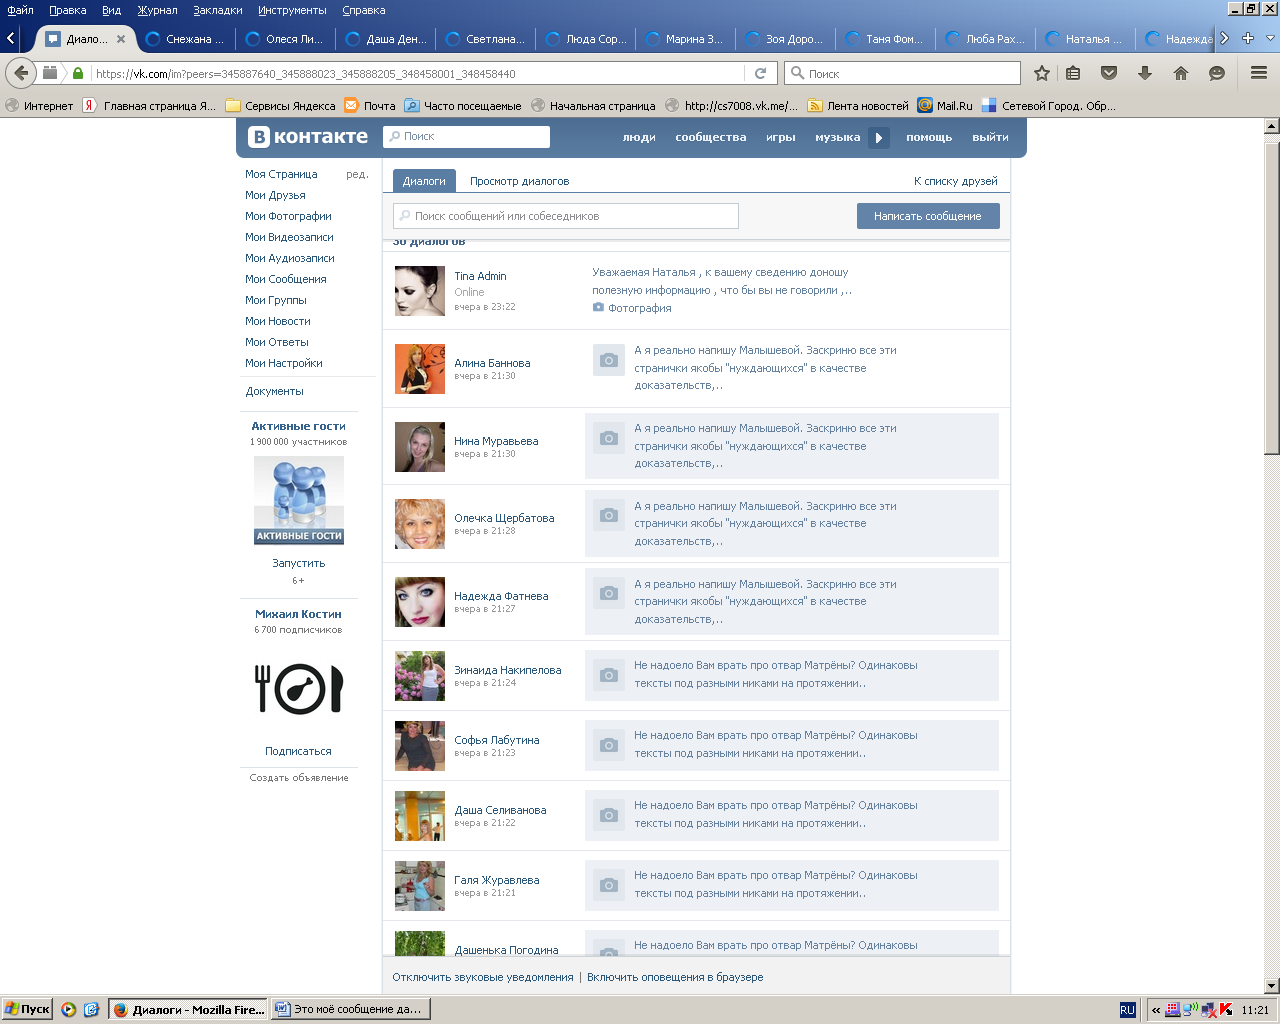 Файл Правка Вид Журнал Закладки Инструменты Справка
Диало... Снежана ... Олеся Ли... Даша Ден... Светлана... Люда Сор... Марина З... Зоя Доро... Таня Фом... Люба Рах... Наталья ... Надежда
https://vk.com/im?peers=345887640_345888023_345888205_348458001_348458440
Поиск
Интернет Главная страница Я... Сервисы Яндекса Почта Часто посещаемые Начальная страница http://cs7008.vk.me/... Лента новостей Mail.Ru Сетевой Город. Обр...
В контакте Поиск люди сообщества игры музыка помощь выйти
Моя Страница ред.
Мои Друзья
Мои Фотографии
Мои Видеозаписи
Мои Аудиозаписи
Мои Сообщения
Мои Группы
Мои Новости
Мои Ответы
Мои Настройки
Документы
Активные гости
1 900 000 участников
АКТИВНЫЕ ГОСТИ
Запустить
6+
Михаил Костин
6 700 подписчиков
Подписаться
Создать объявление
Диалоги Просмотр диалогов К списку друзей
Поиск сообщений или собеседников Написать сообщение
30 диалогов
Tina Admin
Online
вчера в 23:22
Уважаемая Наталья , к вашему сведению доношу
полезную информацию , что бы вы не говорили ,..
Фотография
Алина Баннова
вчера в 21:30
А я реально напишу Малышевой. Заскриню все эти
странички якобы "нуждающихся" в качестве
доказательств,..
Нина Муравьева
вчера в 21:30
А я реально напишу Малышевой. Заскриню все эти
странички якобы "нуждающихся" в качестве
доказательств,..
Олечка Щербатова
вчера в 21:28
А я реально напишу Малышевой. Заскриню все эти
странички якобы "нуждающихся" в качестве
доказательств,..
Надежда Фатнева
вчера в 21:27
А я реально напишу Малышевой. Заскриню все эти
странички якобы "нуждающихся" в качестве
доказательств,..
Зинаида Накипелова
вчера в 21:24
Не надоело Вам врать про отвар Матрёны? Одинаковы
тексты под разными никами на протяжении..
Софья Лабутина
вчера в 21:23
Не надоело Вам врать про отвар Матрёны? Одинаковы
тексты под разными никами на протяжении..
Даша Селиванова
вчера в 21:22
Не надоело Вам врать про отвар Матрёны? Одинаковы
тексты под разными никами на протяжении..
Галя Журавлева
вчера в 21:21
Не надоело Вам врать про отвар Матрёны? Одинаковы
тексты под разными никами на протяжении..
Дашенька Погодина
Не надоело Вам врать про отвар Матрёны? Одинаковы
Отключить звуковые уведомления | Включить оповещения в браузере
Пуск Диалоги - Mozilla Fire... Это моё сообщение да... RU « 11:21